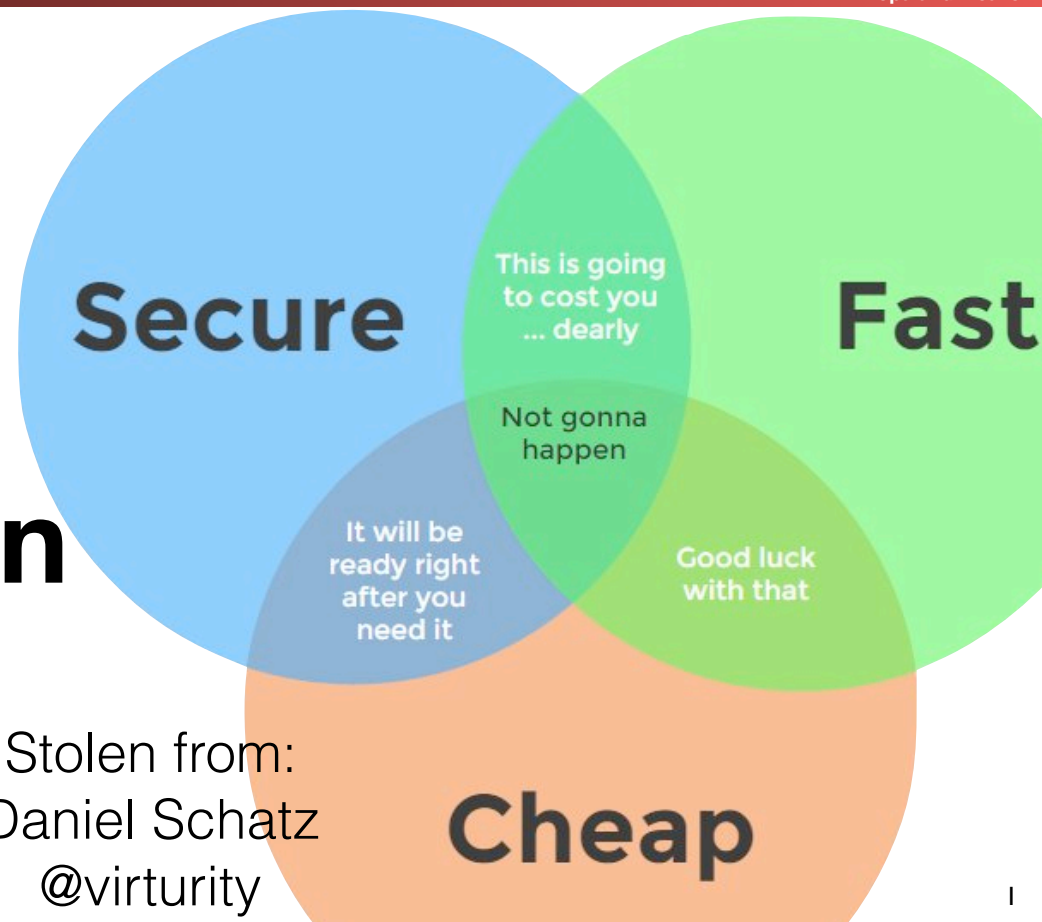 This is going
to cost you
... dearly
Secure
Fast
Not gonna
happen
n
It will be
ready right
after you
need it
Good luck
with that
Stolen from:
Daniel Schatz
@virturity
Cheap